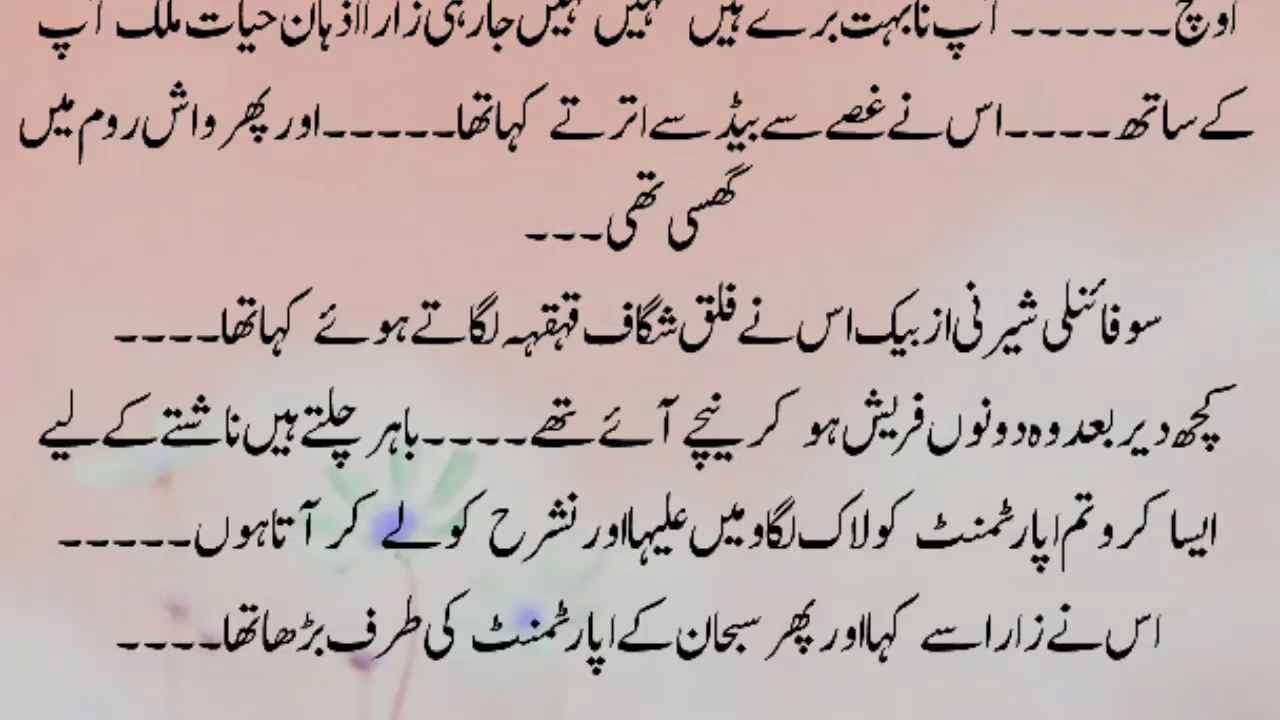 اوچ۔۔۔۔۔۔ آپ نا بہت برے ہیں نہیں نہیں جارہی زارا اذہان حیات ملک آپ
کے ساتھ ۔۔۔۔اس نے غصے سے بیڈ سے اترتے کہا تھا۔۔۔۔۔اور پھر واش روم میں
گھسی تھی۔۔۔
سو فائنلی شیرنی از بیک اس نے فلق شگاف قہقہہ لگاتے ہوئے کہا تھا۔۔۔۔
کچھ دیر بعد وہ دونوں فریش ہو کر نیچے آئے تھے۔۔۔۔باہر چلتے ہیں ناشتے کے لیے
ایسا کرو تم اپارٹمنٹ کو لاک لگاو میں علیہا اور نشرح کو لے کر آتا ہوں۔۔۔۔۔
اس نے زارا سے کہا اور پھر سبحان کے اپارٹمنٹ کی طرف بڑھا تھا۔۔۔۔